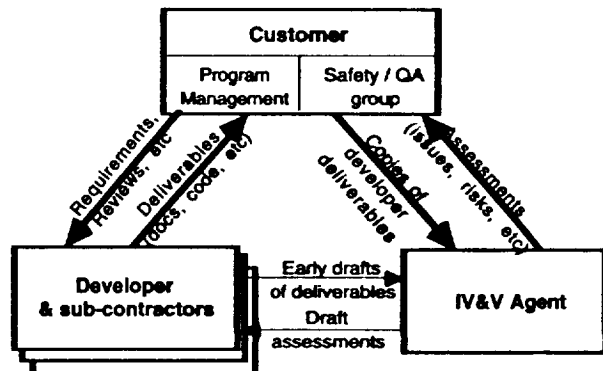 Customer
Program
Management
Safety / QA
group
Requirements,
Reviews, etc
Deliverables
(docs, code, etc)
Copies of
developer
deliverables
Assessments
(issues, risks, etc)
Developer
& sub-contractors
Early drafts
of deliverables
Draft
assessments
IV&V Agent